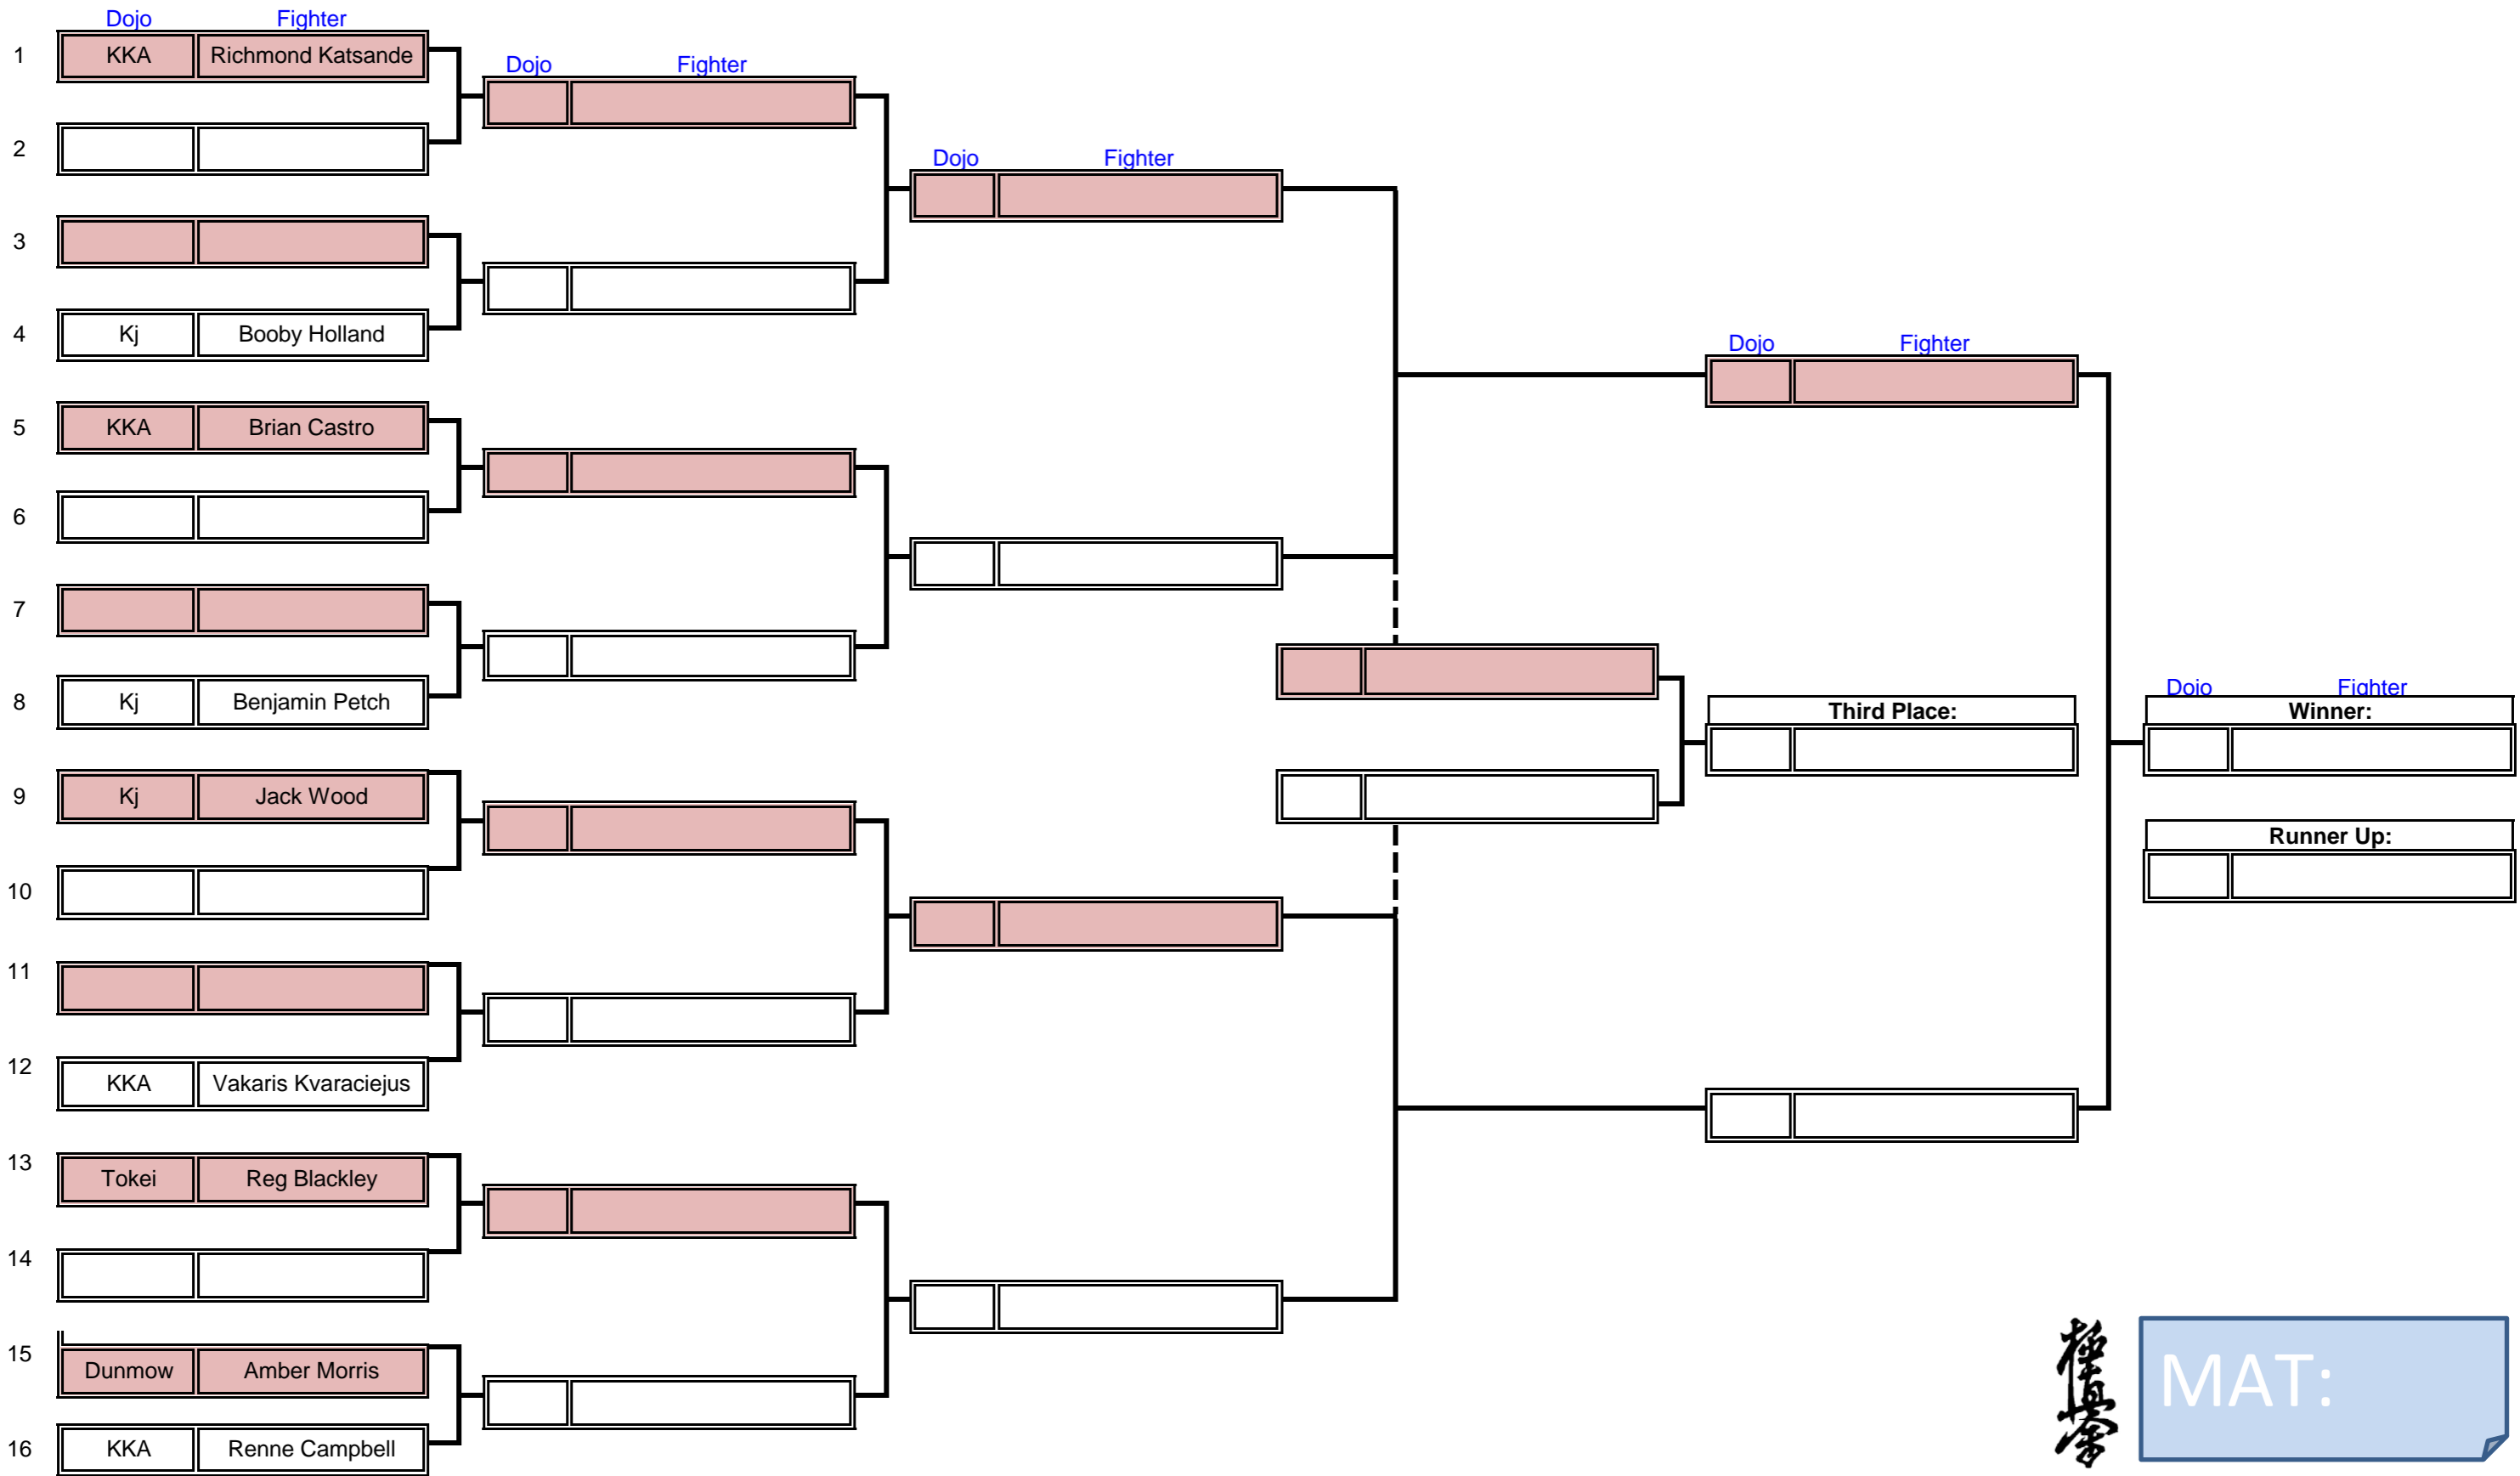 Dojo Fighter
1 KKA Richmond Katsande
Dojo Fighter
2
Dojo Fighter
3
4 Kj Booby Holland
Dojo Fighter
5 KKA Brian Castro
6
7
8 Kj Benjamin Petch
Dojo Fighter
Third Place:
Winner:
9 Kj Jack Wood
Runner Up:
10
11
12 KKA Vakaris Kvaraciejus
13 Tokei Reg Blackley
14
15 Dunmow Amber Morris
16 KKA Renne Campbell
極真会
MAT: